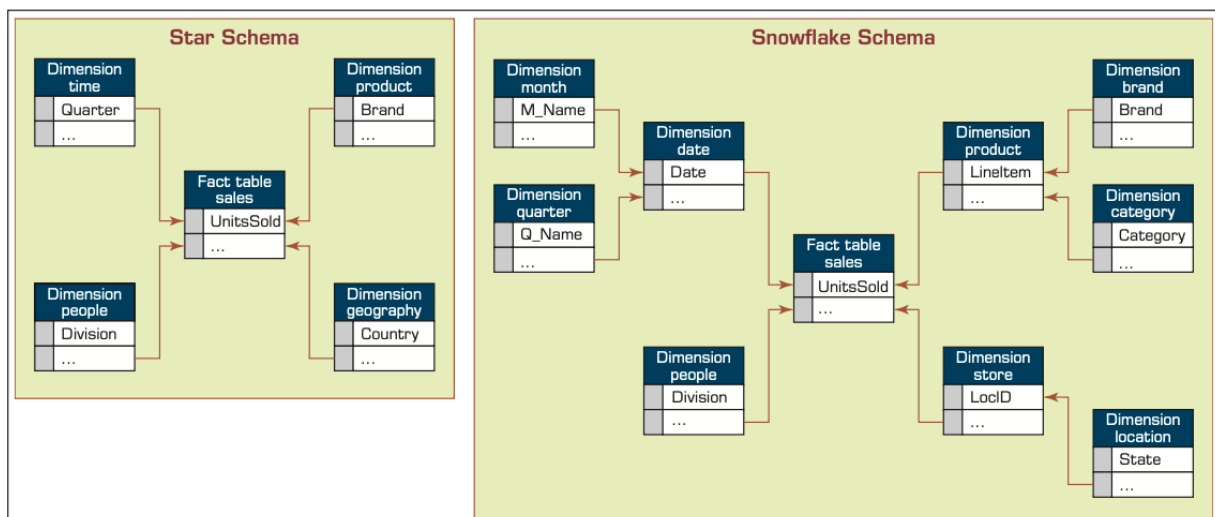 Star Schema
Dimension
time
Quarter
...
Dimension
product
Brand
...
Fact table
sales
UnitsSold
...
Dimension
people
Division
...
Dimension
geography
Country
...
Snowflake Schema
Dimension
month
M_Name
...
Dimension
quarter
Q_Name
...
Dimension
date
Date
...
Dimension
product
LineItem
...
Dimension
brand
Brand
...
Dimension
category
Category
...
Fact table
sales
UnitsSold
...
Dimension
people
Division
...
Dimension
store
LocID
...
Dimension
location
State
...